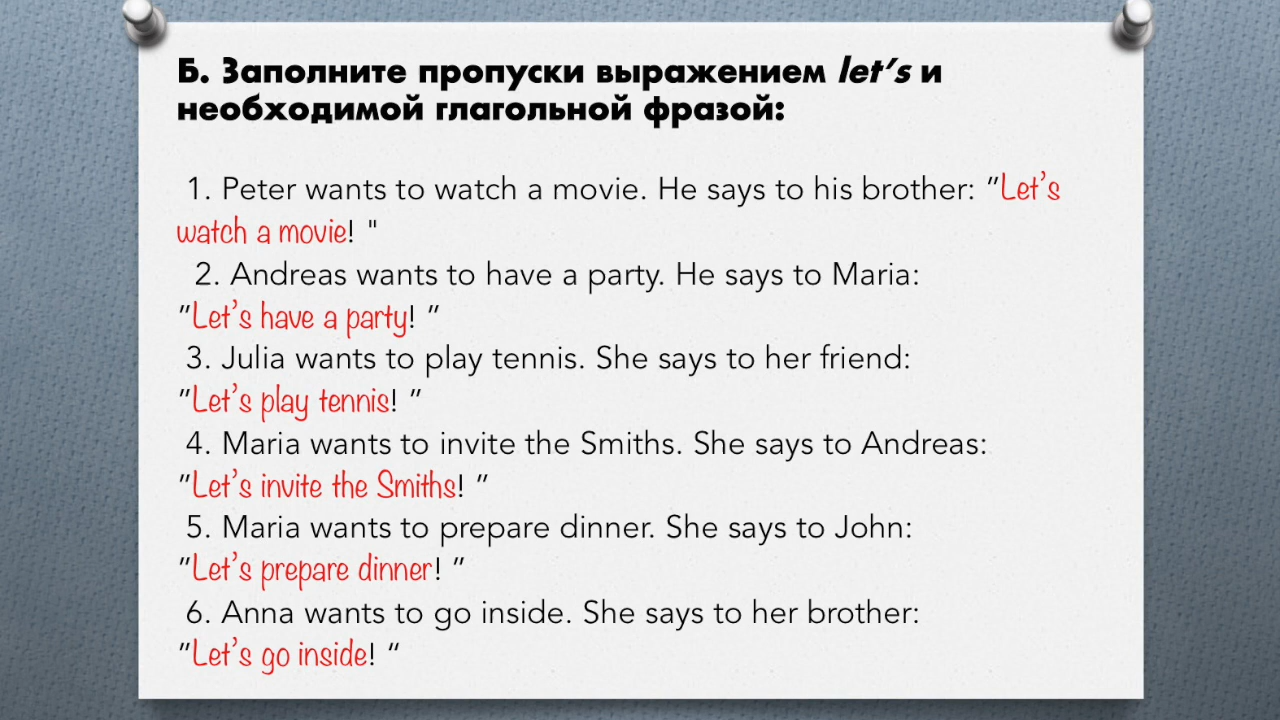 Б. Заполните пропуски выражением let’s и
необходимой глагольной фразой:
1. Peter wants to watch a movie. He says to his brother: ”Let’s
watch a movie! "
2. Andreas wants to have a party. He says to Maria:
”Let’s have a party! ”
3. Julia wants to play tennis. She says to her friend:
”Let’s play tennis! ”
4. Maria wants to invite the Smiths. She says to Andreas:
”Let’s invite the Smiths! ”
5. Maria wants to prepare dinner. She says to John:
”Let’s prepare dinner! ”
6. Anna wants to go inside. She says to her brother:
”Let’s go inside! “